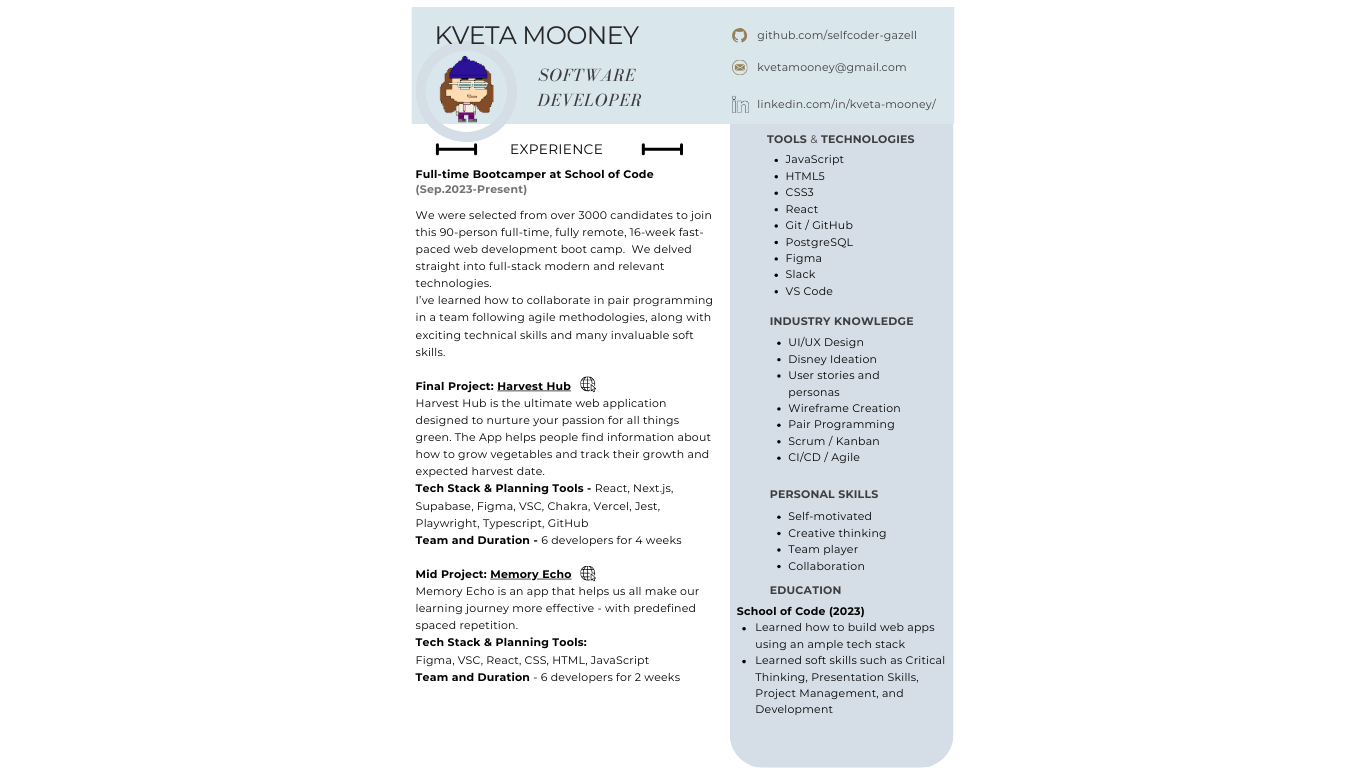 KVETA MOONEY
SOFTWARE
DEVELOPER
github.com/selfcoder-gazell
kvetamooney@gmail.com
linkedin.com/in/kveta-mooney/
EXPERIENCE
Full-time Bootcamper at School of Code
(Sep.2023-Present)
We were selected from over 3000 candidates to join
this 90-person full-time, fully remote, 16-week fast-
paced web development boot camp. We delved
straight into full-stack modern and relevant
technologies.
I've learned how to collaborate in pair programming
in a team following agile methodologies, along with
exciting technical skills and many invaluable soft
skills.
Final Project: Harvest Hub
Harvest Hub is the ultimate web application
designed to nurture your passion for all things
green. The App helps people find information about
how to grow vegetables and track their growth and
expected harvest date.
Tech Stack & Planning Tools - React, Next.js,
Supabase, Figma, VSC, Chakra, Vercel, Jest,
Playwright, Typescript, GitHub
Team and Duration - 6 developers for 4 weeks
Mid Project: Memory Echo
Memory Echo is an app that helps us all make our
learning journey more effective - with predefined
spaced repetition.
Tech Stack & Planning Tools:
Figma, VSC, React, CSS, HTML, JavaScript
Team and Duration - 6 developers for 2 weeks
TOOLS & TECHNOLOGIES
• JavaScript
• HTML5
• CSS3
• React
• Git / GitHub
• PostgreSQL
• Figma
• Slack
• VS Code
INDUSTRY KNOWLEDGE
• UI/UX Design
• Disney Ideation
• User stories and
personas
• Wireframe Creation
• Pair Programming
• Scrum / Kanban
• CI/CD / Agile
PERSONAL SKILLS
• Self-motivated
• Creative thinking
• Team player
• Collaboration
EDUCATION
School of Code (2023)
• Learned how to build web apps
using an ample tech stack
• Learned soft skills such as Critical
Thinking, Presentation Skills,
Project Management, and
Development